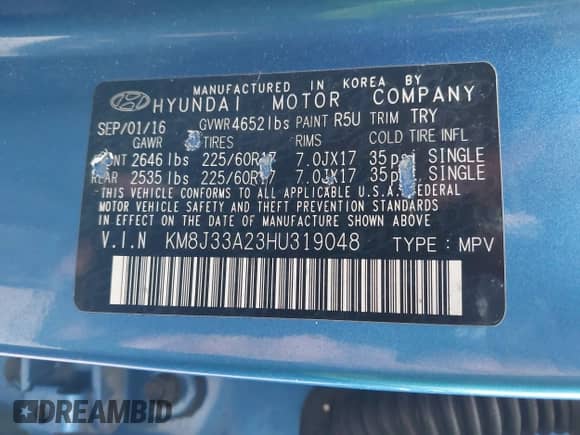 MANUFACTURED IN KOREA BY
HYUNDAI MOTOR COMPANY
SEP/01/16 GVWR 4652lbs PAINT R5U TRIM TRY
GAWR TIRES RIMS COLD TIRE INFL
2646 lbs 225/60R17 7.0JX17 35 psi SINGLE
REAR 2535 lbs 225/60R17 7.0JX17 35 SINGLE
THIS VEHICLE CONFORMS TO ALL APPLICABLE U.S.A. FEDERAL
MOTOR VEHICLE SAFETY AND THEFT PREVENTION STANDARDS
IN EFFECT ON THE DATE OF MANUFACTURE SHOWN ABOVE.
V.I.N KM8J33A23HU319048 TYPE : MPV
DREAMBID